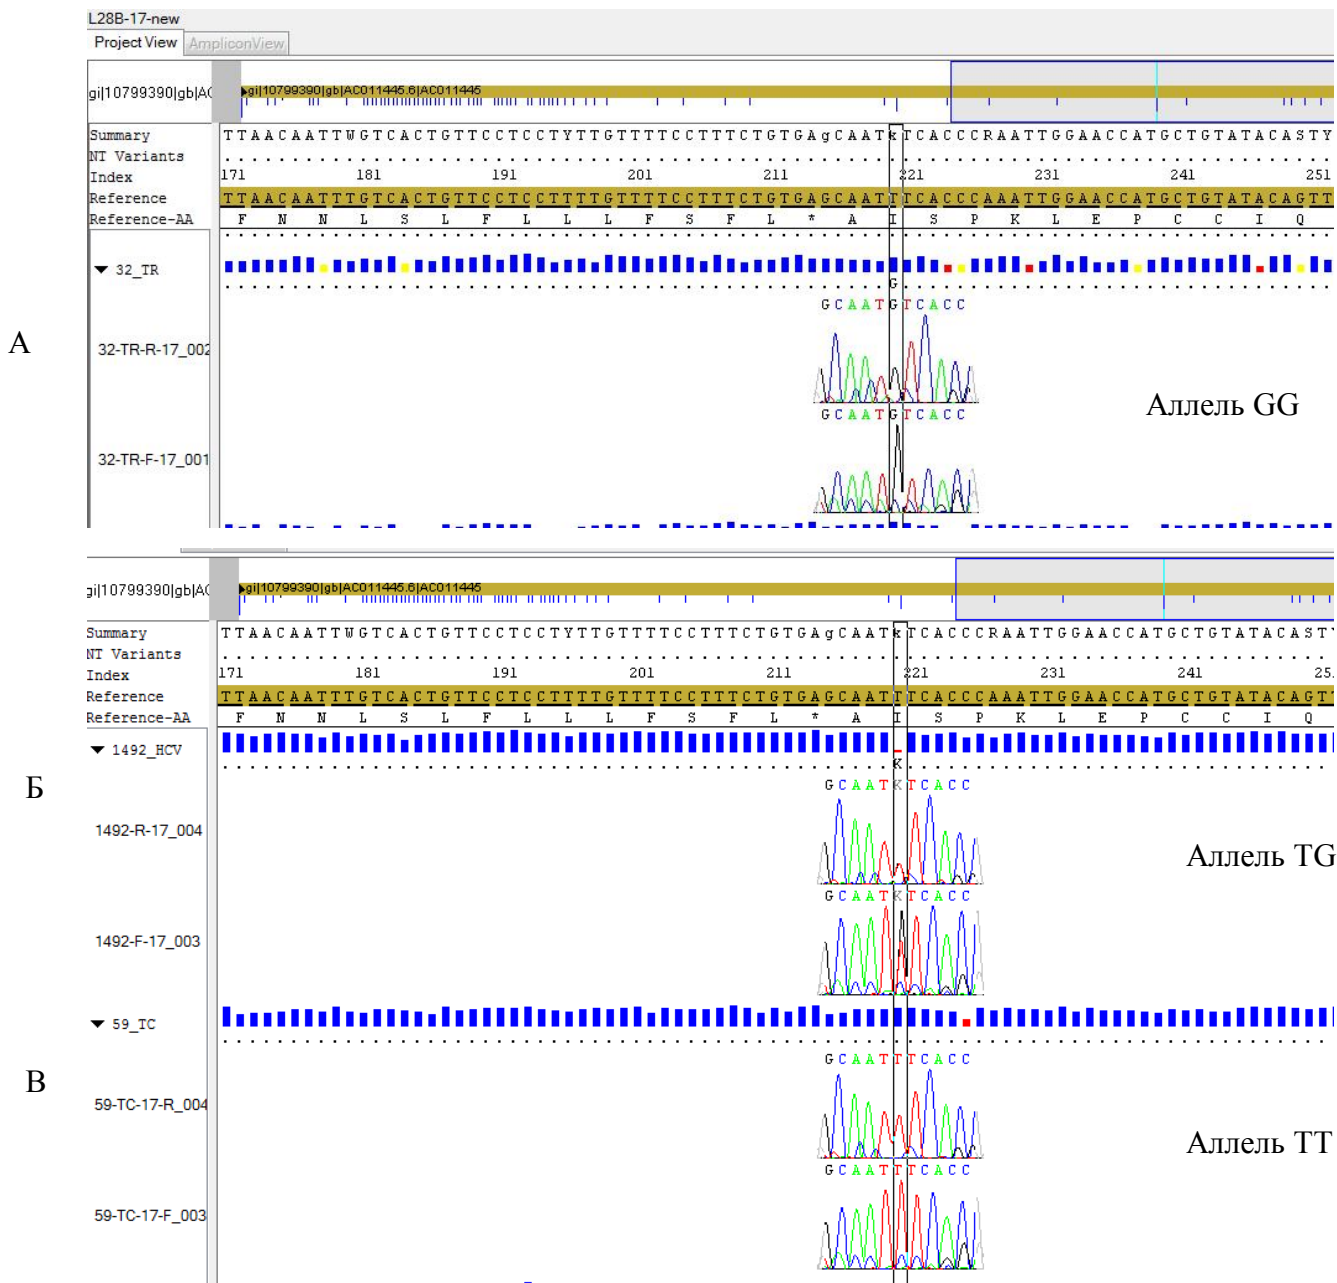 L28B-17-new
Project View AmpliconView
gi|10799390|gb|AC gi|10799390|gb|AC011445.6|AC011445
Summary TTAACAATTWGTCACTGTTCCTCCTYTTGTTTTCCTTTCTGTGAgCAATkTCACCCRAATTGGAACCATGCTGTATACASTY
NT Variants
Index 171 181 191 201 211 221 231 241 251
Reference TTAACAATTTGTCACTGTTCCTCCTTTTGTTTTCCTTTCTGTGAGCAATTTCACCCAAATTGGAACCATGCTGTATACAGTT
Reference-AA F N N L S L F L L L F S F L * A I S P K L E P C C I Q
32_TR
G
GCAATGTCACC
А
32-TR-R-17_002
Аллель GG
GCAATGTCACC
32-TR-F-17_001
gi|10799390|gb|AC gi|10799390|gb|AC011445.6|AC011445
Summary TTAACAATTWGTCACTGTTCCTCCTYTTGTTTTCCTTTCTGTGAgCAATkTCACCCRAATTGGAACCATGCTGTATACAST
NT Variants
Index 171 181 191 201 211 221 231 241
Reference TTAACAATTTGTCACTGTTCCTCCTTTTGTTTTCCTTTCTGTGAGCAATTTCACCCAAATTGGAACCATGCTGTATACAGT
Reference-AA F N N L S L F L L L F S F L * A I S P K L E P C C I Q
1492_HCV
K
Б
GCAATKTCACC
1492-R-17_004
Аллель TG
GCAATKTCACC
1492-F-17_003
59_TC
GCAATTTCACC
В
59-TC-17-R_004
Аллель TT
GCAATTTCACC
59-TC-17-F_003